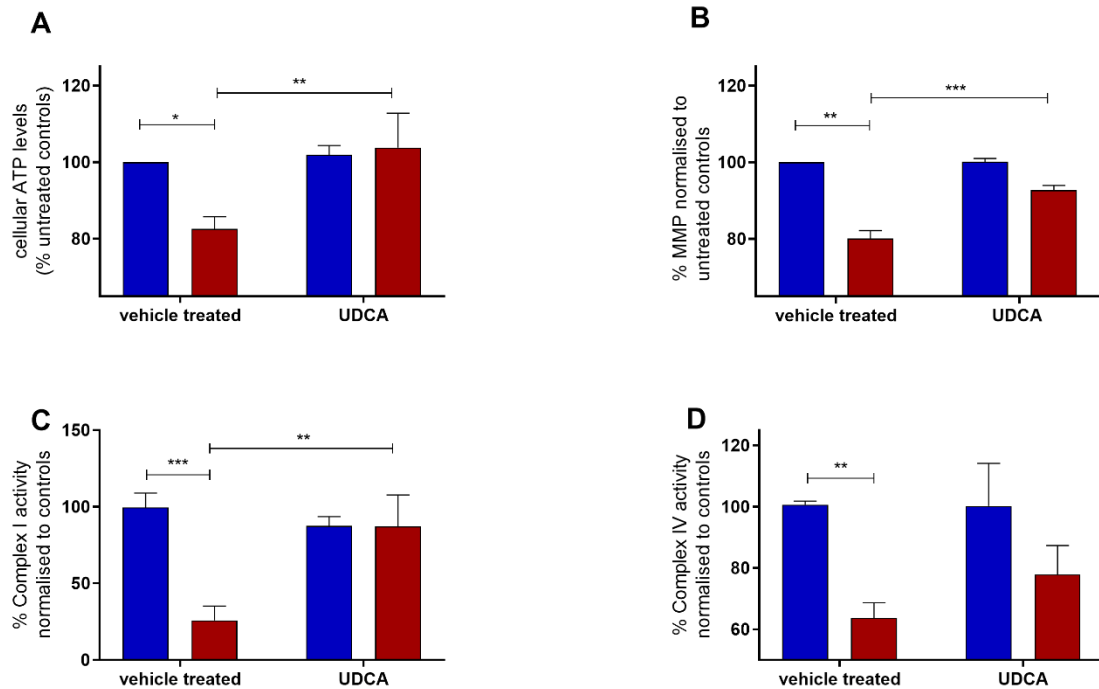 A
cellular ATP levels
(% untreated controls)
120
100
80
*
**
vehicle treated
UDCA
B
% MMP normalised to
untreated controls
120
100
80
**
***
vehicle treated
UDCA
C
% Complex I activity
normalised to controls
150
100
50
0
***
**
vehicle treated
UDCA
D
% Complex IV activity
normalised to controls
120
100
80
60
**
vehicle treated
UDCA